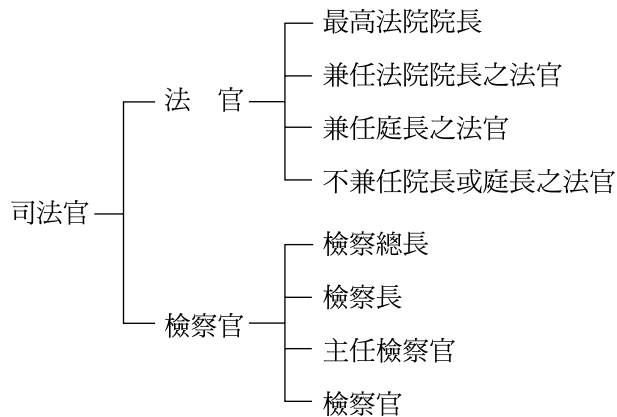 司法官
法　官
最高法院院長
兼任法院院長之法官
兼任庭長之法官
不兼任院長或庭長之法官
檢察官
檢察總長
檢察長
主任檢察官
檢察官